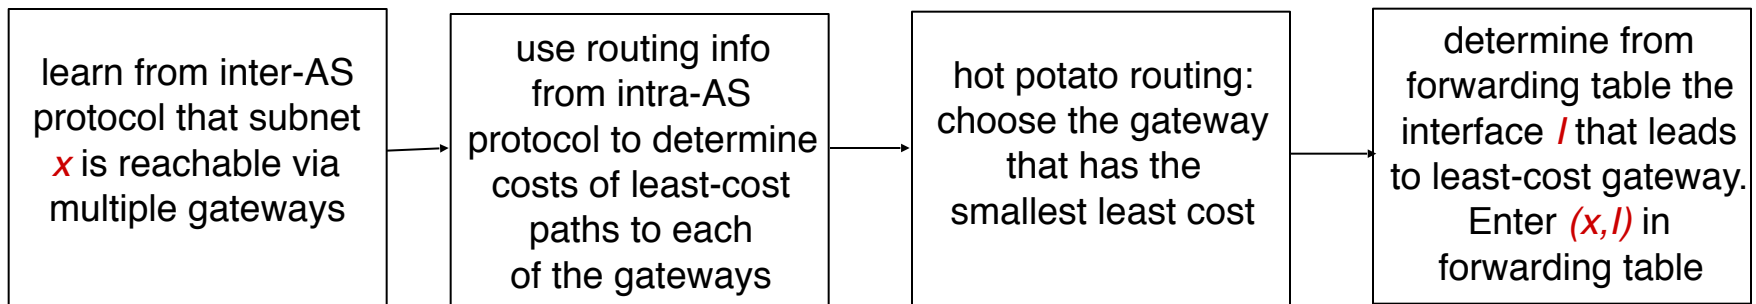 learn from inter-AS
protocol that subnet
x is reachable via
multiple gateways
use routing info
from intra-AS
protocol to determine
costs of least-cost
paths to each
of the gateways
hot potato routing:
choose the gateway
that has the
smallest least cost
determine from
forwarding table the
interface I that leads
to least-cost gateway.
Enter (x,I) in
forwarding table